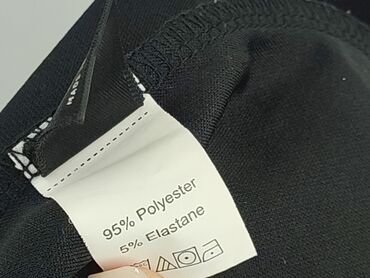 95% Polyester
5% Elastane